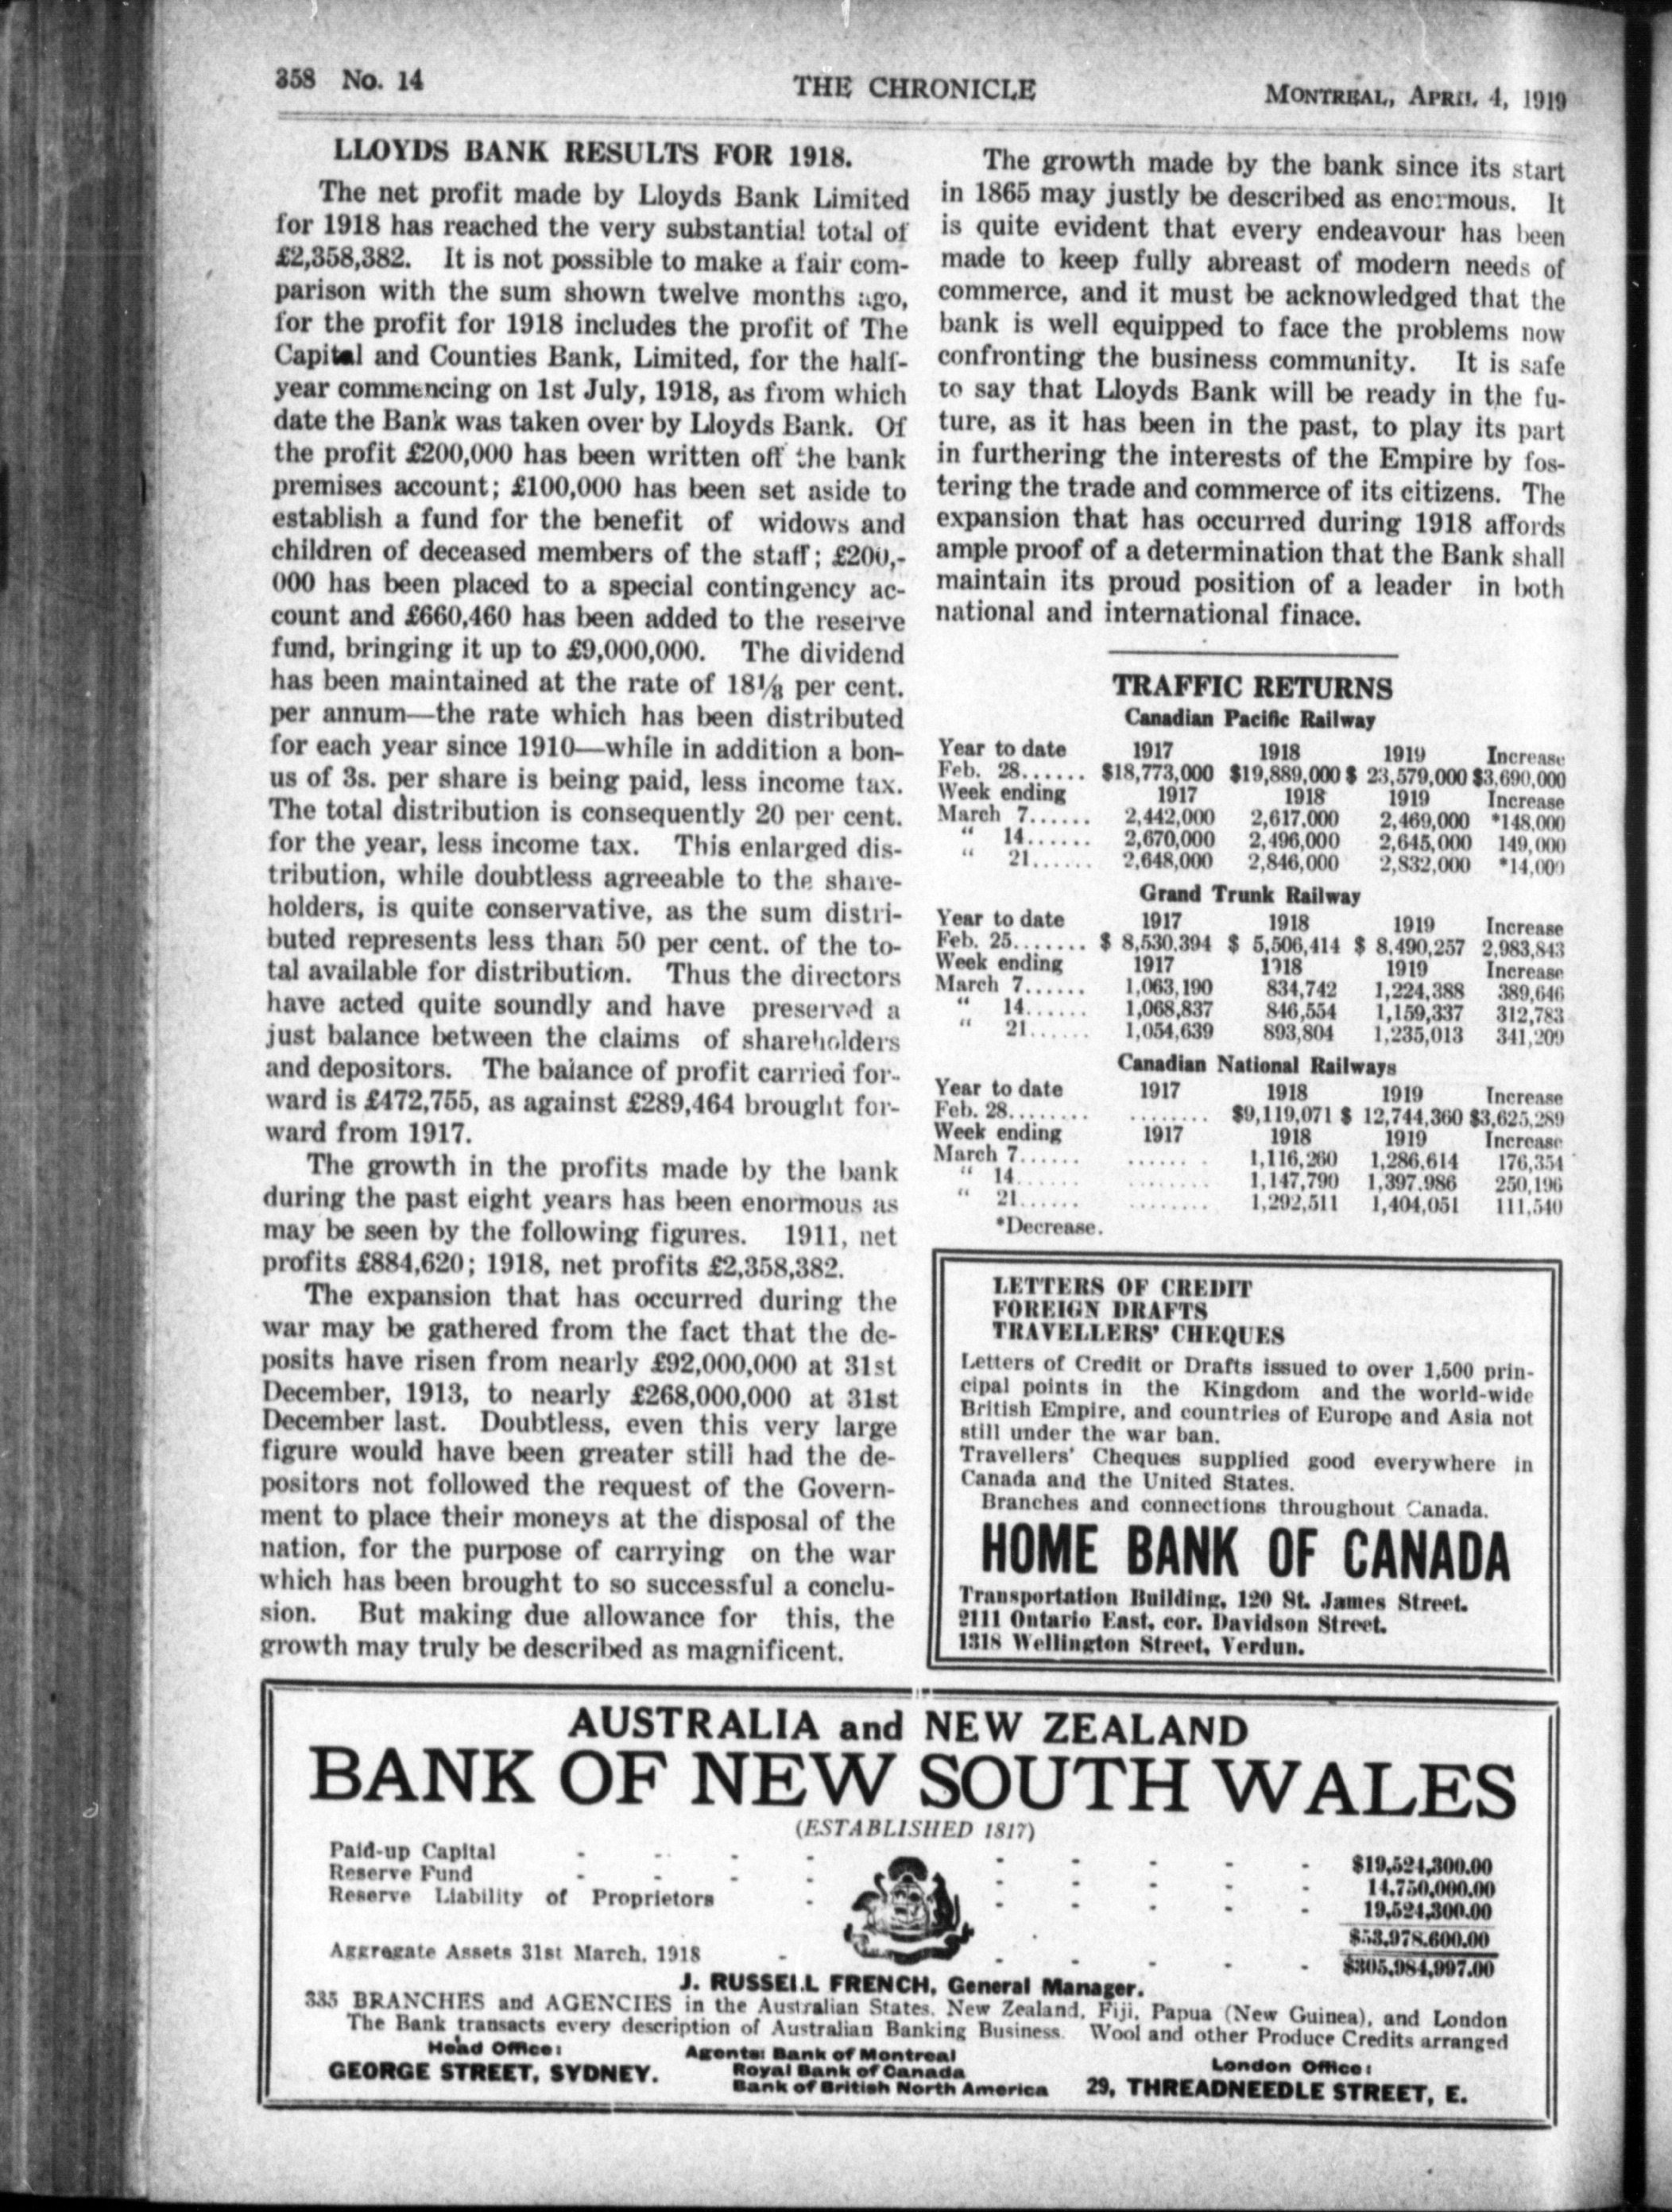 358 No. 14
THE CHRONICLE
MONTREAL, APRIL 4, 1919
LLOYDS BANK RESULTS FOR 1918.
The net profit made by Lloyds Bank Limited
for 1918 has reached the very substantial total of
£2,358,382. It is not possible to make a fair com-
parison with the sum shown twelve months ago,
for the profit for 1918 includes the profit of The
Capital and Counties Bank, Limited, for the half-
year commencing on 1st July, 1918, as from which
date the Bank was taken over by Lloyds Bank. Of
the profit £200,000 has been written off the bank
premises account; £100,000 has been set aside to
establish a fund for the benefit of widows and
children of deceased members of the staff; £200,-
000 has been placed to a special contingency ac-
count and £660,460 has been added to the reserve
fund, bringing it up to £9,000,000. The dividend
has been maintained at the rate of 18⅛ per cent.
per annum—the rate which has been distributed
for each year since 1910—while in addition a bon-
us of 3s. per share is being paid, less income tax.
The total distribution is consequently 20 per cent.
for the year, less income tax. This enlarged dis-
tribution, while doubtless agreeable to the share-
holders, is quite conservative, as the sum distri-
buted represents less than 50 per cent. of the to-
tal available for distribution. Thus the directors
have acted quite soundly and have preserved a
just balance between the claims of shareholders
and depositors. The balance of profit carried for-
ward is £472,755, as against £289,464 brought for-
ward from 1917.
The growth in the profits made by the bank
during the past eight years has been enormous as
may be seen by the following figures. 1911, net
profits £884,620; 1918, net profits £2,358,382.
The expansion that has occurred during the
war may be gathered from the fact that the de-
posits have risen from nearly £92,000,000 at 31st
December, 1913, to nearly £268,000,000 at 31st
December last. Doubtless, even this very large
figure would have been greater still had the de-
positors not followed the request of the Govern-
ment to place their moneys at the disposal of the
nation, for the purpose of carrying on the war
which has been brought to so successful a conclu-
sion. But making due allowance for this, the
growth may truly be described as magnificent.
The growth made by the bank since its start
in 1865 may justly be described as enormous. It
is quite evident that every endeavour has been
made to keep fully abreast of modern needs of
commerce, and it must be acknowledged that the
bank is well equipped to face the problems now
confronting the business community. It is safe
to say that Lloyds Bank will be ready in the fu-
ture, as it has been in the past, to play its part
in furthering the interests of the Empire by fos-
tering the trade and commerce of its citizens. The
expansion that has occurred during 1918 affords
ample proof of a determination that the Bank shall
maintain its proud position of a leader in both
national and international finace.
TRAFFIC RETURNS
Canadian Pacific Railway
Year to date 1917 1918 1919 Increase
Feb. 28...... $18,773,000 $19,889,000 $ 23,579,000 $3,690,000
Week ending 1917 1918 1919 Increase
March 7...... 2,442,000 2,617,000 2,469,000 *148,000
" 14...... 2,670,000 2,496,000 2,645,000 149,000
" 21...... 2,648,000 2,846,000 2,832,000 *14,000
Grand Trunk Railway
Year to date 1917 1918 1919 Increase
Feb. 25....... $ 8,530,394 $ 5,506,414 $ 8,490,257 2,983,843
Week ending 1917 1918 1919 Increase
March 7...... 1,063,190 834,742 1,224,388 389,646
" 14...... 1,068,837 846,554 1,159,337 312,783
" 21...... 1,054,639 893,804 1,235,013 341,209
Canadian National Railways
Year to date 1917 1918 1919 Increase
Feb. 28........ ........ $9,119,071 $ 12,744,360 $3,625,289
Week ending 1917 1918 1919 Increase
March 7...... ........ 1,116,260 1,286,614 176,354
" 14...... ........ 1,147,790 1,397.986 250,196
" 21...... ........ 1,292,511 1,404,051 111,540
*Decrease.
LETTERS OF CREDIT
FOREIGN DRAFTS
TRAVELLERS' CHEQUES
Letters of Credit or Drafts issued to over 1,500 prin-
cipal points in the Kingdom and the world-wide
British Empire, and countries of Europe and Asia not
still under the war ban.
Travellers' Cheques supplied good everywhere in
Canada and the United States.
Branches and connections throughout Canada.
HOME BANK OF CANADA
Transportation Building, 120 St. James Street.
2111 Ontario East, cor. Davidson Street.
1318 Wellington Street, Verdun.
AUSTRALIA and NEW ZEALAND
BANK OF NEW SOUTH WALES
(ESTABLISHED 1817)
Paid-up Capital - - - - - - - - - $19,524,300.00
Reserve Fund - - - - - - - - - 14,750,000.00
Reserve Liability of Proprietors - - - - - - 19,524,300.00
$53,978,600.00
Aggregate Assets 31st March, 1918 - - - - - - $305,984,997.00
J. RUSSELL FRENCH, General Manager.
335 BRANCHES and AGENCIES in the Australian States, New Zealand, Fiji, Papua (New Guinea), and London
The Bank transacts every description of Australian Banking Business. Wool and other Produce Credits arranged
Head Office:
GEORGE STREET, SYDNEY.
Agents: Bank of Montreal
Royal Bank of Canada
Bank of British North America
London Office:
29, THREADNEEDLE STREET, E.